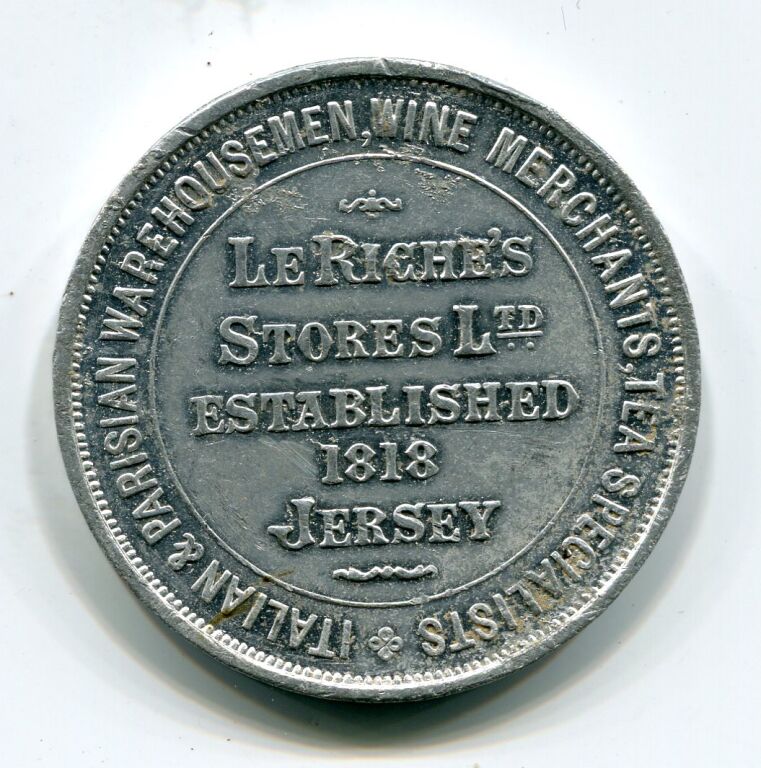 ITALIAN & PARISIAN WAREHOUSEMEN, WINE MERCHANTS, TEA SPECIALISTS
LE RICHE'S
STORES LTD
ESTABLISHED
1818
JERSEY